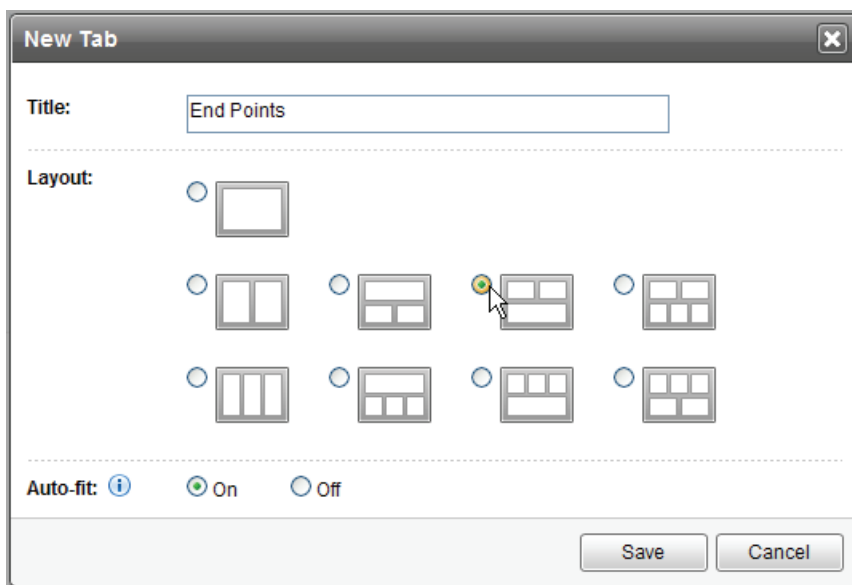 New Tab
Title:
End Points
Layout:
Auto-fit:
On
Off
Save
Cancel